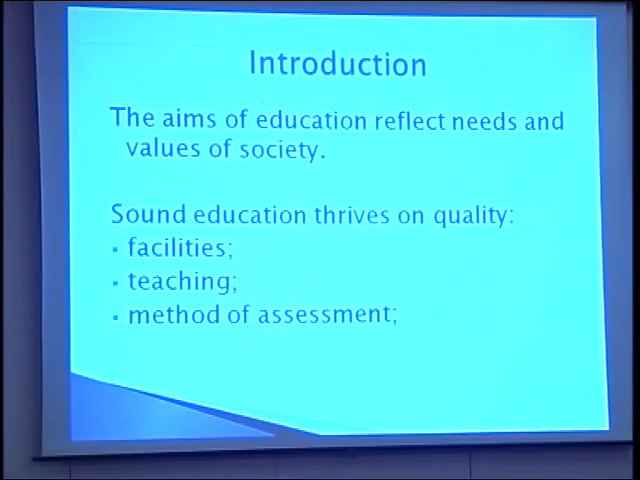 Introduction
The aims of education reflect needs and
values of society.
Sound education thrives on quality:
▪ facilities;
▪ teaching;
▪ method of assessment;